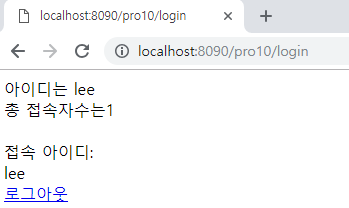 localhost:8090/pro10/login
localhost:8090/pro10/login
아이디는 lee
총 접속자수는1
접속 아이디:
lee
로그아웃